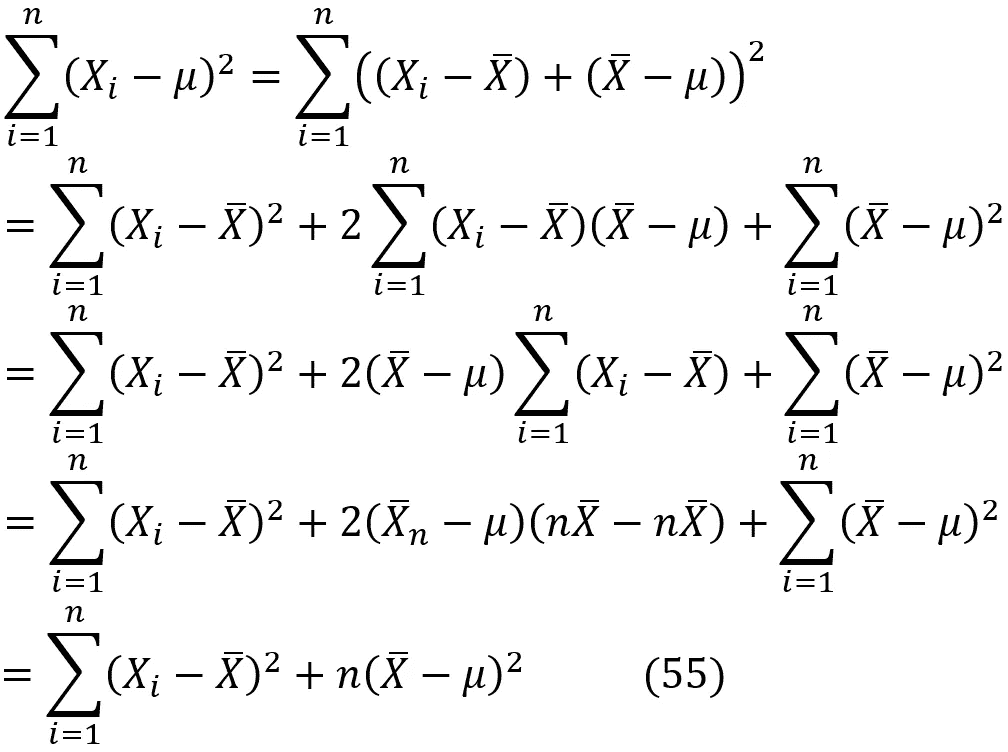 ∑_{i=1}^{n}(X_i − μ)² = ∑_{i=1}^{n}((X_i − X̄) + (X̄ − μ))²
= ∑_{i=1}^{n}(X_i − X̄)² + 2∑_{i=1}^{n}(X_i − X̄)(X̄ − μ) + ∑_{i=1}^{n}(X̄ − μ)²
= ∑_{i=1}^{n}(X_i − X̄)² + 2(X̄ − μ)∑_{i=1}^{n}(X_i − X̄) + ∑_{i=1}^{n}(X̄ − μ)²
= ∑_{i=1}^{n}(X_i − X̄)² + 2(X̄_n − μ)(nX̄ − nX̄) + ∑_{i=1}^{n}(X̄ − μ)²
= ∑_{i=1}^{n}(X_i − X̄)² + n(X̄ − μ)² (55)